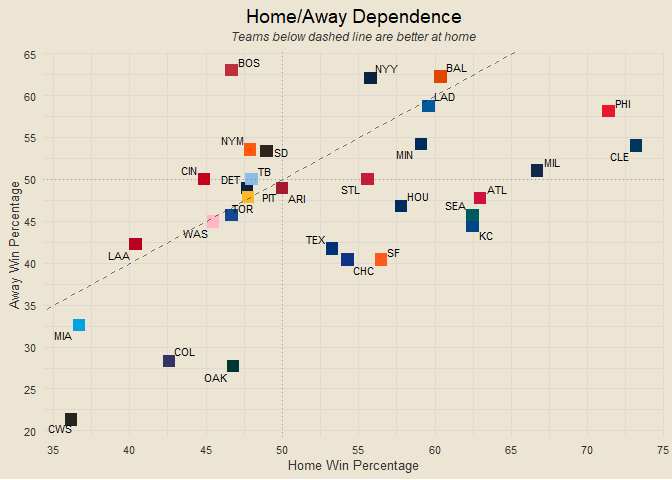 Home/Away Dependence
Teams below dashed line are better at home
65
60
55
50
45
40
35
30
25
20
Away Win Percentage
BOS
NYY
BAL
LAD
PHI
NYM
SD
MIN
CLE
CIN
DET
TB
STL
MIL
PIT
ARI
HOU
ATL
WAS
TOR
SEA
KC
LAA
TEX
CHC
SF
MIA
COL
OAK
CWS
35
40
45
50
55
60
65
70
75
Home Win Percentage